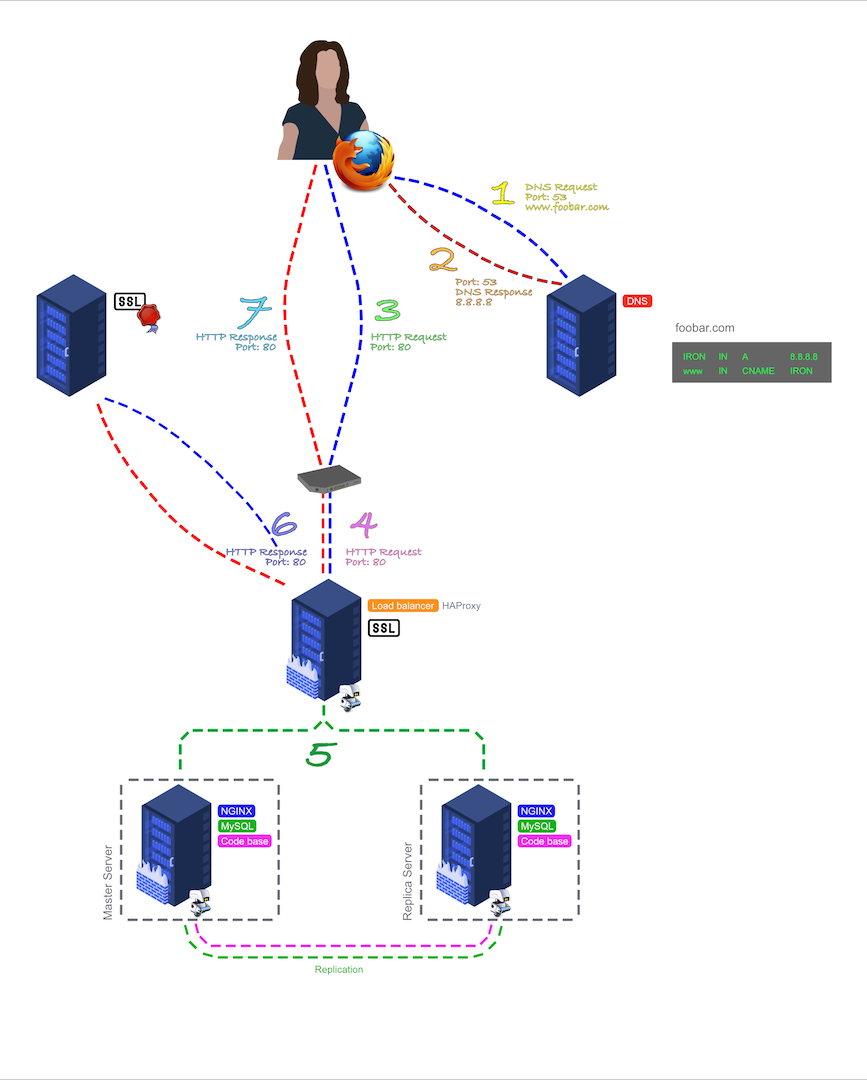 1
DNS Request
Port: 53
www.foobar.com
2
Port: 53
DNS Response
8.8.8.8
SSL
DNS
7
HTTP Response
Port: 80
3
HTTP Request
Port: 80
foobar.com
IRON IN A 8.8.8.8
www IN CNAME IRON
6
HTTP Response
Port: 80
4
HTTP Request
Port: 80
Load balancer HAProxy
SSL
5
Master Server
NGINX
MySQL
Code base
Replica Server
NGINX
MySQL
Code base
Replication